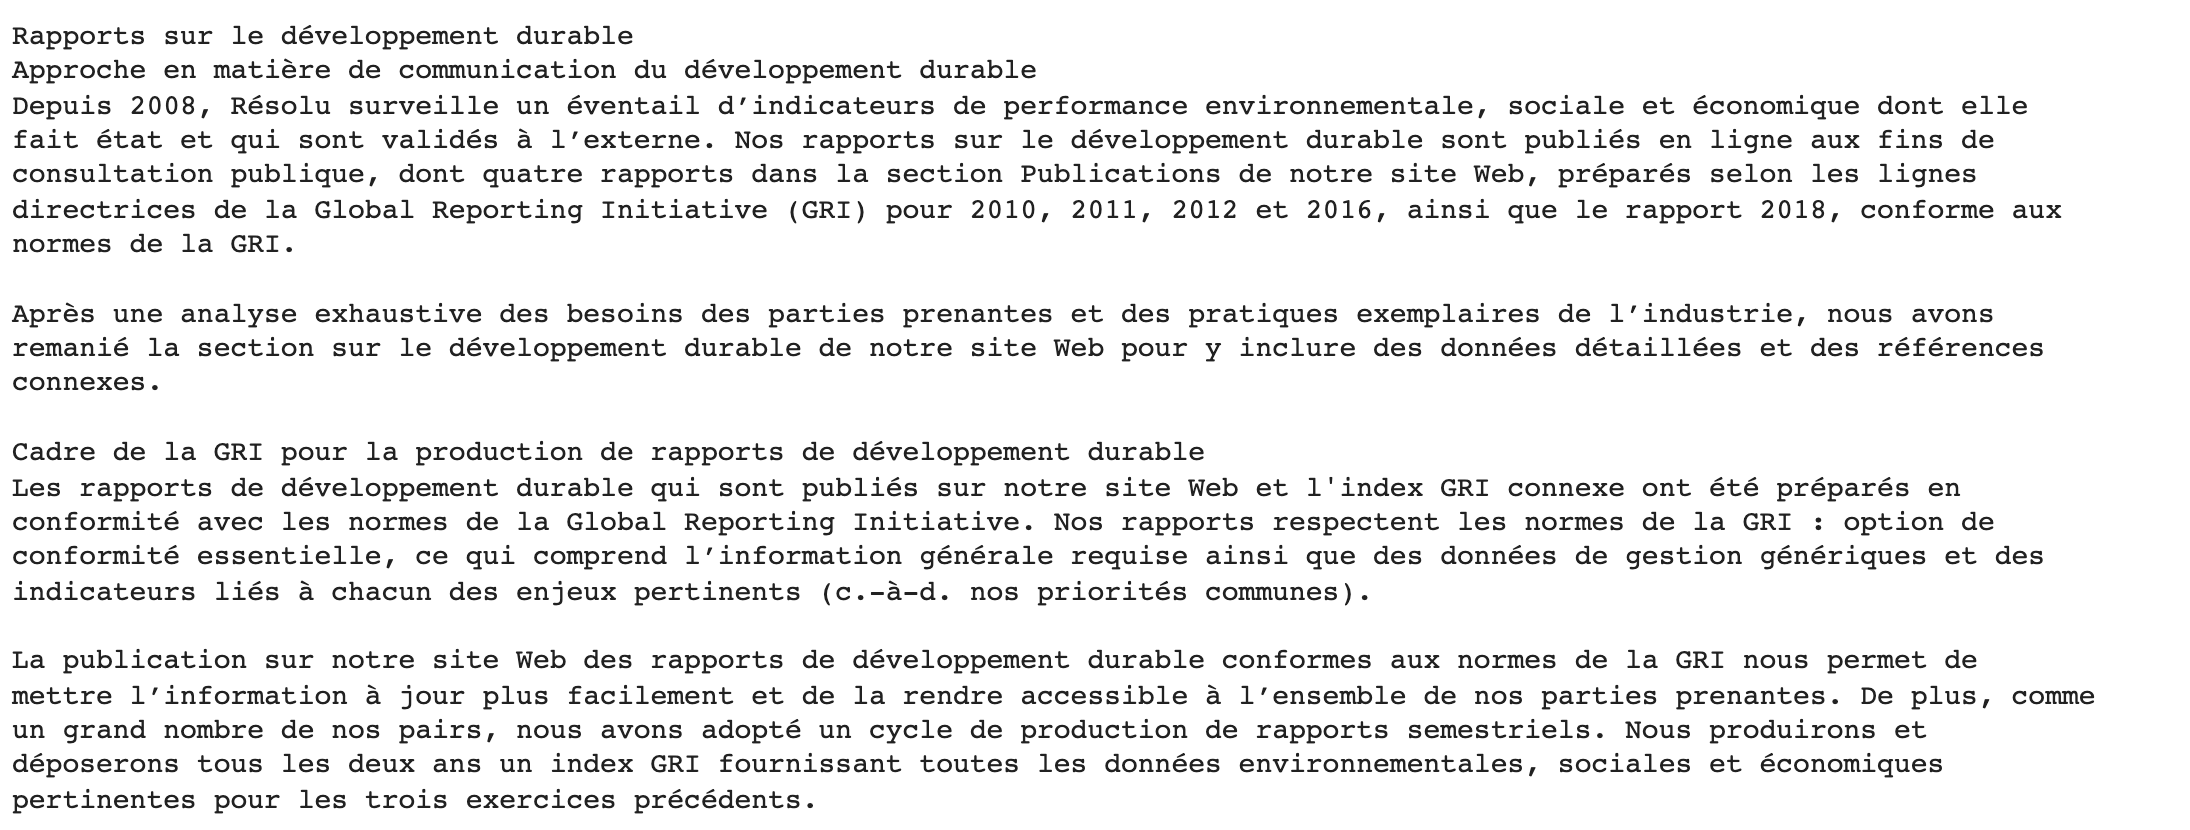 Rapports sur le développement durable
Approche en matière de communication du développement durable
Depuis 2008, Résolu surveille un éventail d’indicateurs de performance environnementale, sociale et économique dont elle
fait état et qui sont validés à l’externe. Nos rapports sur le développement durable sont publiés en ligne aux fins de
consultation publique, dont quatre rapports dans la section Publications de notre site Web, préparés selon les lignes
directrices de la Global Reporting Initiative (GRI) pour 2010, 2011, 2012 et 2016, ainsi que le rapport 2018, conforme aux
normes de la GRI.

Après une analyse exhaustive des besoins des parties prenantes et des pratiques exemplaires de l’industrie, nous avons
remanié la section sur le développement durable de notre site Web pour y inclure des données détaillées et des références
connexes.

Cadre de la GRI pour la production de rapports de développement durable
Les rapports de développement durable qui sont publiés sur notre site Web et l'index GRI connexe ont été préparés en
conformité avec les normes de la Global Reporting Initiative. Nos rapports respectent les normes de la GRI : option de
conformité essentielle, ce qui comprend l’information générale requise ainsi que des données de gestion génériques et des
indicateurs liés à chacun des enjeux pertinents (c.-à-d. nos priorités communes).

La publication sur notre site Web des rapports de développement durable conformes aux normes de la GRI nous permet de
mettre l’information à jour plus facilement et de la rendre accessible à l’ensemble de nos parties prenantes. De plus, comme
un grand nombre de nos pairs, nous avons adopté un cycle de production de rapports semestriels. Nous produirons et
déposerons tous les deux ans un index GRI fournissant toutes les données environnementales, sociales et économiques
pertinentes pour les trois exercices précédents.